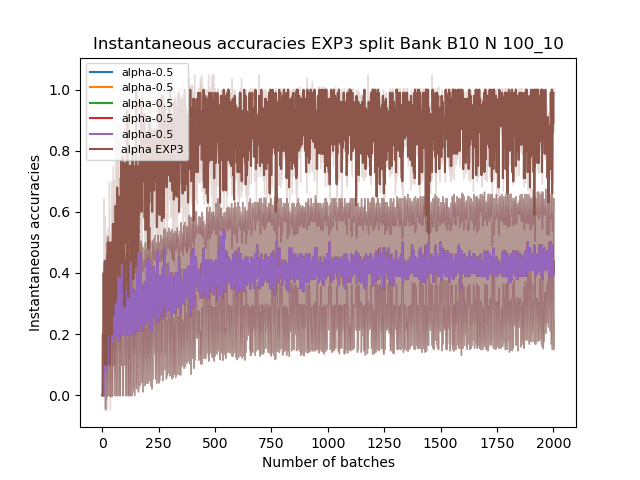 Instantaneous accuracies EXP3 split Bank B10 N 100_10
alpha-0.5
alpha-0.5
alpha-0.5
alpha-0.5
alpha-0.5
alpha EXP3
1.0
0.8
0.6
0.4
0.2
0.0
Instantaneous accuracies
0 250 500 750 1000 1250 1500 1750 2000
Number of batches